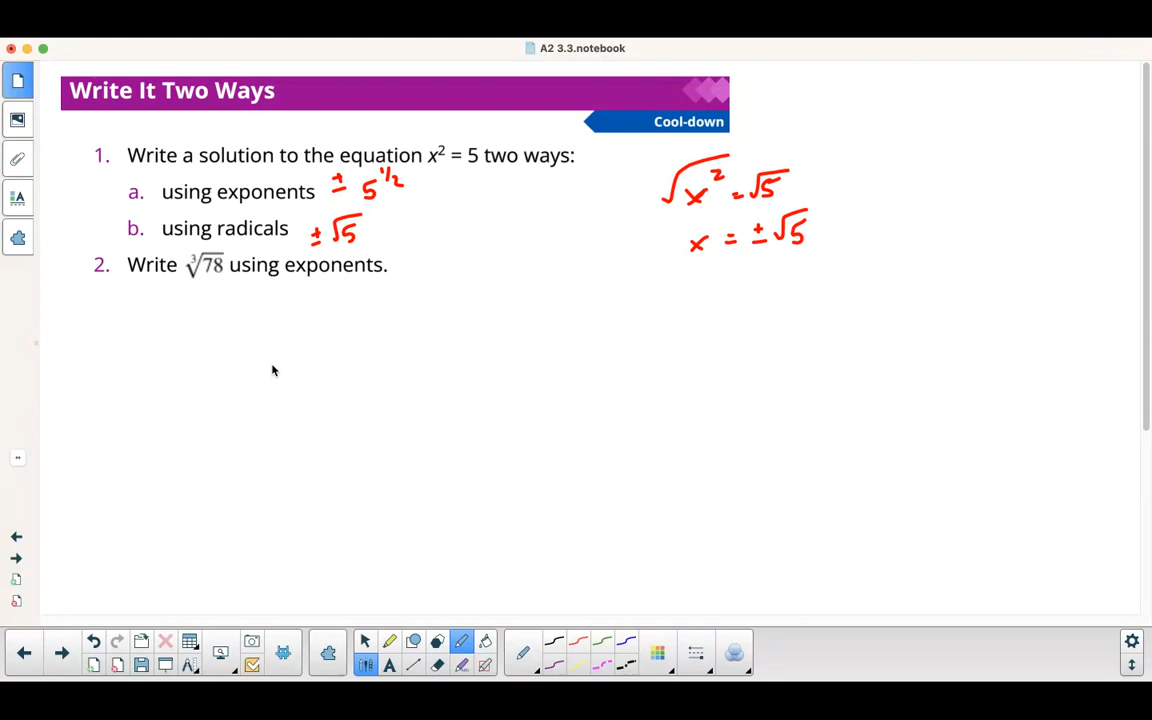 A2 3.3.notebook
Write It Two Ways
Cool-down
1. Write a solution to the equation x² = 5 two ways:
a. using exponents ± 5^1/2
b. using radicals ± √5
2. Write ∛78 using exponents.
√x² = √5
x = ± √5